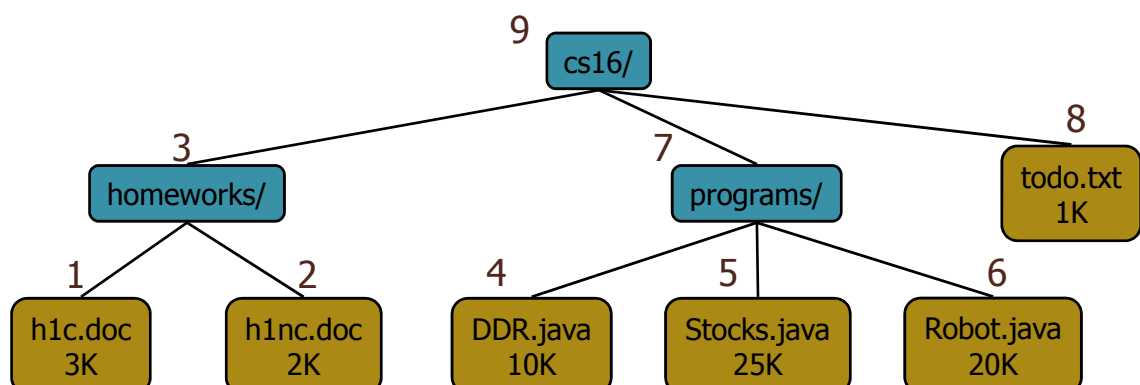 9
cs16/
3
7
8
homeworks/
programs/
todo.txt
1K
1
2
4
5
6
h1c.doc
3K
h1nc.doc
2K
DDR.java
10K
Stocks.java
25K
Robot.java
20K